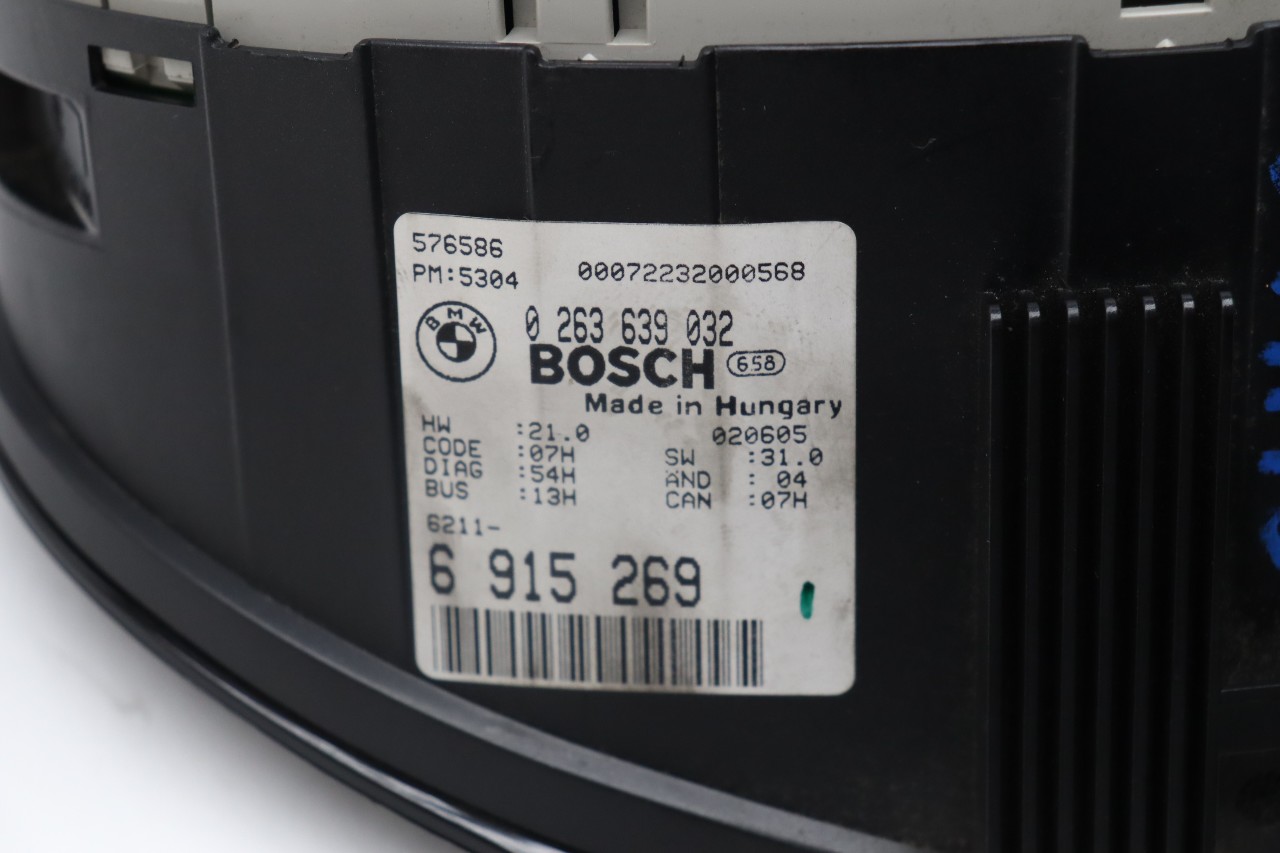 576586
PM:5304 00072232000568
BMW 0 263 639 032
BOSCH 658
Made in Hungary
HW :21.0 020605
CODE :07H SW :31.0
DIAG :54H AND : 04
BUS :13H CAN :07H
6211-
6 915 269